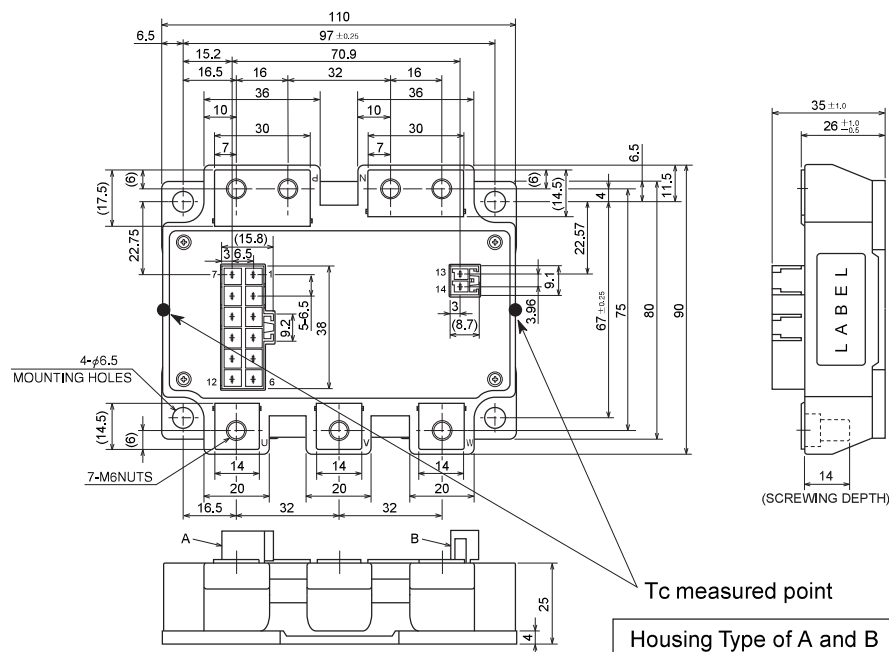 110
6.5 97 ±0.25
15.2 70.9
16.5 16 32 16
36 36
10 10
30 30
7 7
35 ±1.0
26 +1.0 -0.5
(17.5) (6) P N (6) (14.5) 4 6.5 11.5
22.75 22.57
(15.8)
3 6.5
7 1
13
14
9.1
3.96
3
(8.7)
5-6.5
9.2
38
12 6
67 ±0.25 75 80 90
LABEL
4-φ6.5
MOUNTING HOLES
(14.5) (6)
U V W
7-M6NUTS
14 14 14
20 20 20
16.5 32 32
14
(SCREWING DEPTH)
A B
25
4
Tc measured point
Housing Type of A and B